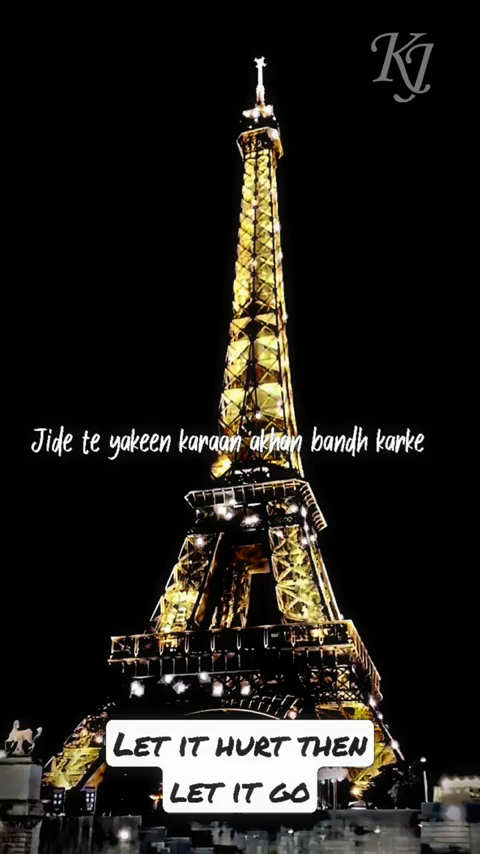 KJ
Jide te yakeen karaan akhan bandh karke
LET IT HURT THEN
LET IT GO